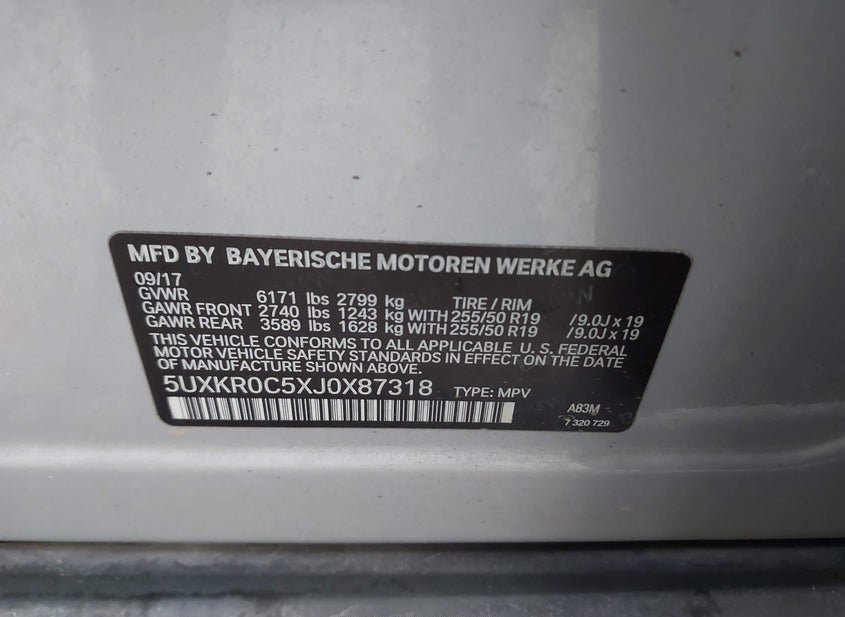 MFD BY BAYERISCHE MOTOREN WERKE AG
09/17
GVWR 6171 lbs 2799 kg TIRE / RIM
GAWR FRONT 2740 lbs 1243 kg WITH 255/50 R19 /9.0J x 19
GAWR REAR 3589 lbs 1628 kg WITH 255/50 R19 /9.0J x 19
THIS VEHICLE CONFORMS TO ALL APPLICABLE U. S. FEDERAL
MOTOR VEHICLE SAFETY STANDARDS IN EFFECT ON THE DATE
OF MANUFACTURE SHOWN ABOVE.
5UXKR0C5XJ0X87318 TYPE: MPV
A83M
7 320 729